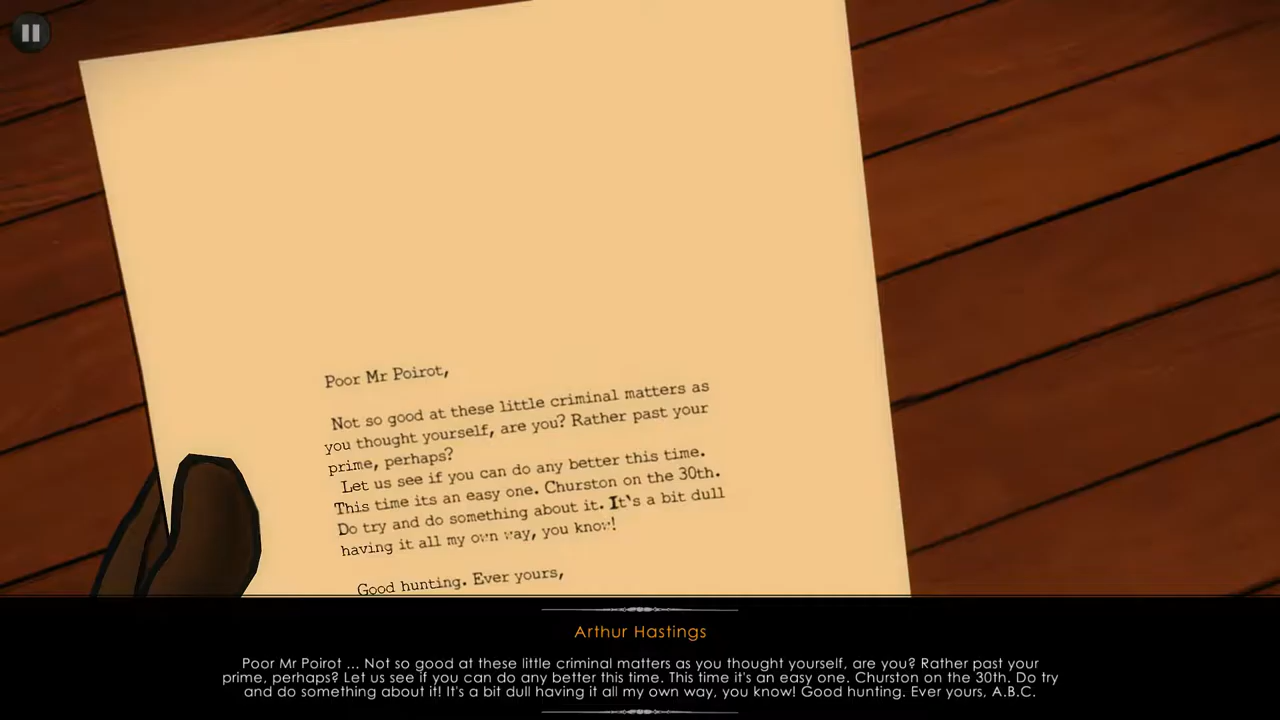 Poor Mr Poirot,
Not so good at these little criminal matters as
you thought yourself, are you? Rather past your
prime, perhaps?
Let us see if you can do any better this time.
This time its an easy one. Churston on the 30th.
Do try and do something about it. It's a bit dull
having it all my own way, you know!
Good hunting. Ever yours,
Arthur Hastings
Poor Mr Poirot ... Not so good at these little criminal matters as you thought yourself, are you? Rather past your
prime, perhaps? Let us see if you can do any better this time. This time it's an easy one. Churston on the 30th. Do try
and do something about it! It's a bit dull having it all my own way, you know! Good hunting. Ever yours, A.B.C.